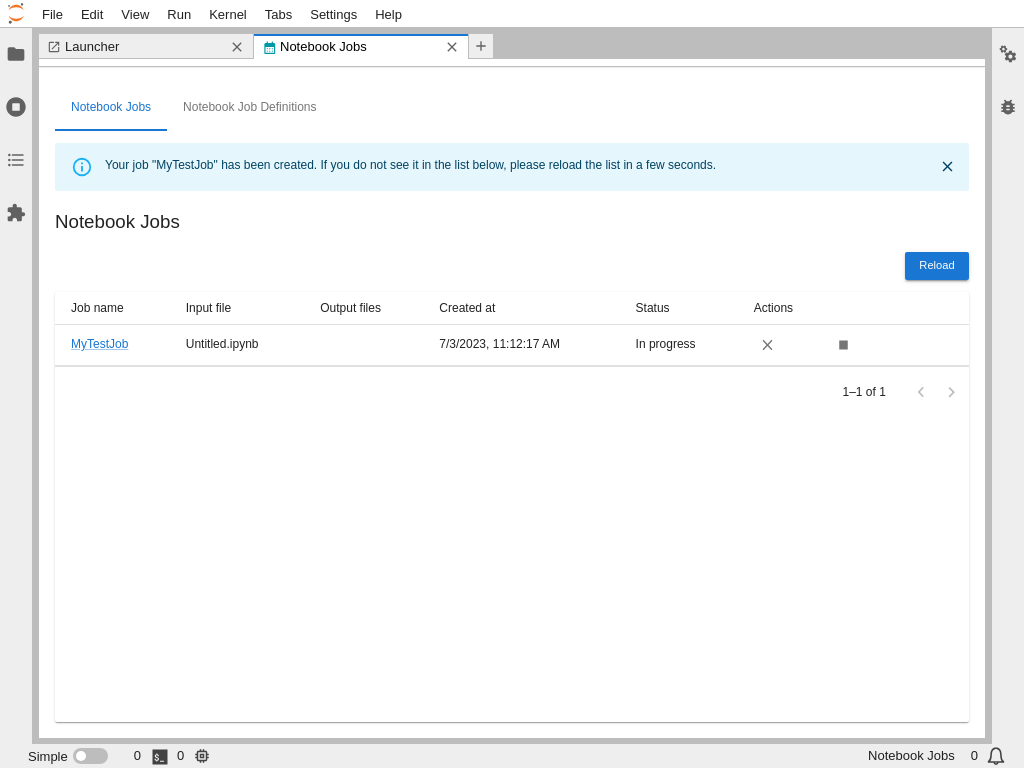 File Edit View Run Kernel Tabs Settings Help
Launcher
Notebook Jobs
Notebook Jobs
Notebook Job Definitions
Your job "MyTestJob" has been created. If you do not see it in the list below, please reload the list in a few seconds.
Notebook Jobs
Reload
Job name Input file Output files Created at Status Actions
MyTestJob Untitled.ipynb 7/3/2023, 11:12:17 AM In progress
1–1 of 1
Simple 0 $_ 0 Notebook Jobs 0